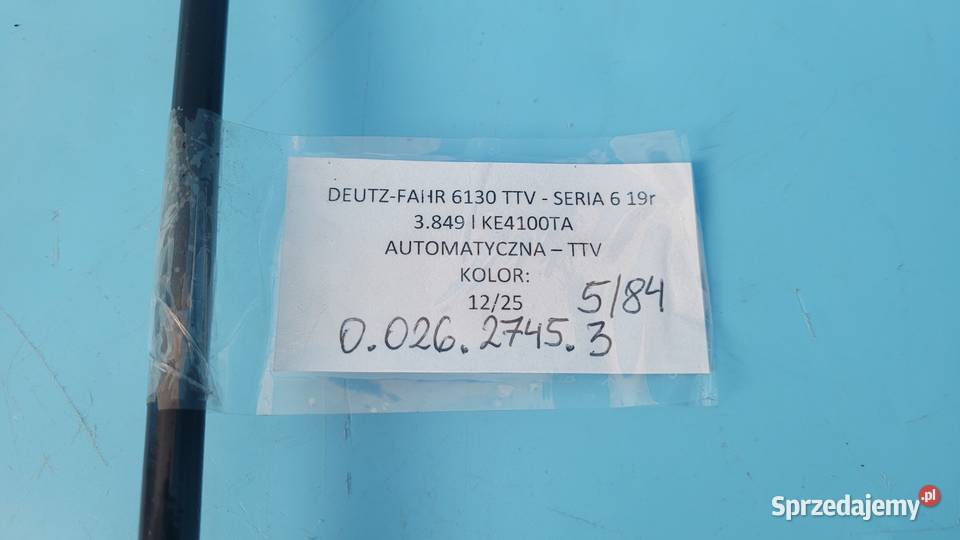 DEUTZ-FAHR 6130 TTV - SERIA 6 19r
3.849 l KE4100TA
AUTOMATYCZNA – TTV
KOLOR:
12/25 5/84
0.026.2745.3
Sprzedajemy.pl